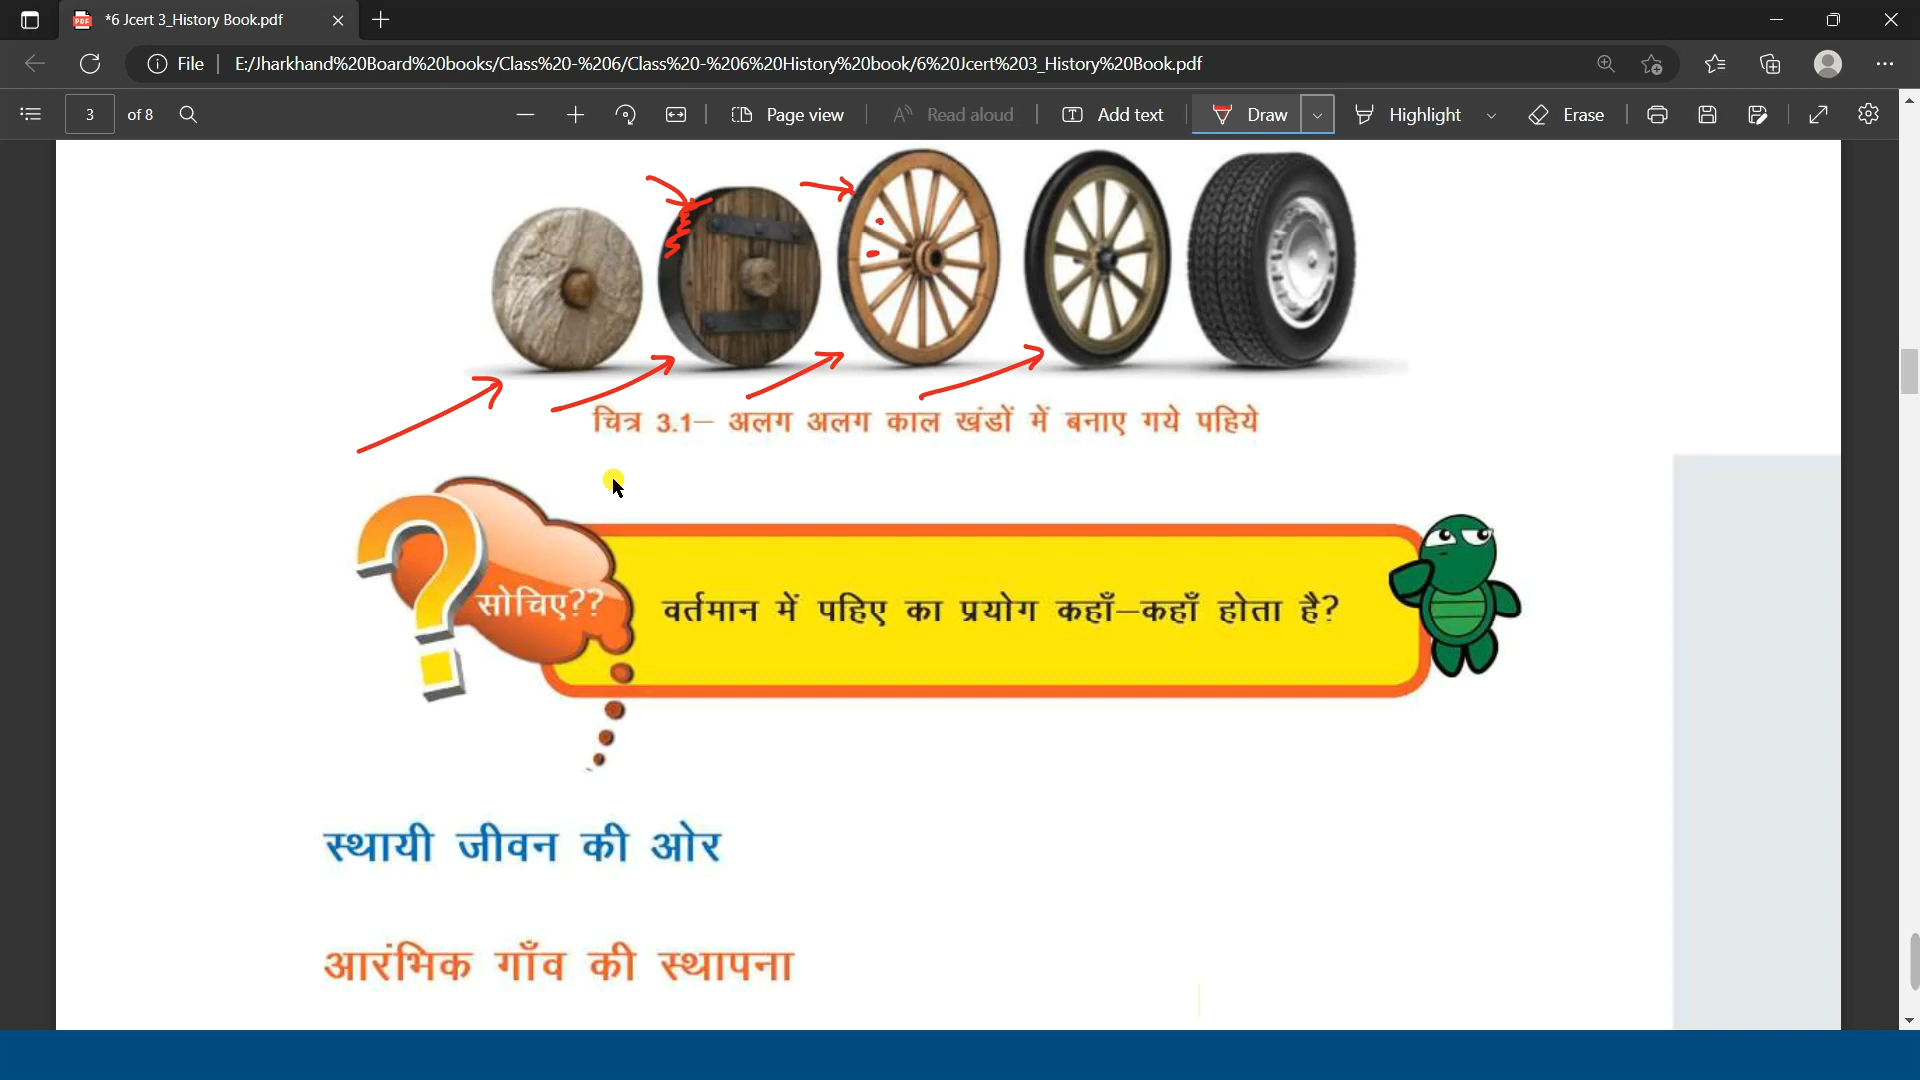 *6 Jcert 3_History Book.pdf
File
E:/Jharkhand%20Board%20books/Class%20-%206/Class%20-%206%20History%20book/6%20Jcert%203_History%20Book.pdf
3 of 8 Page view Read aloud Add text Draw Highlight Erase
चित्र 3.1– अलग अलग काल खंडों में बनाए गये पहिये
सोचिए??
वर्तमान में पहिए का प्रयोग कहाँ–कहाँ होता है?
स्थायी जीवन की ओर
आरंभिक गाँव की स्थापना